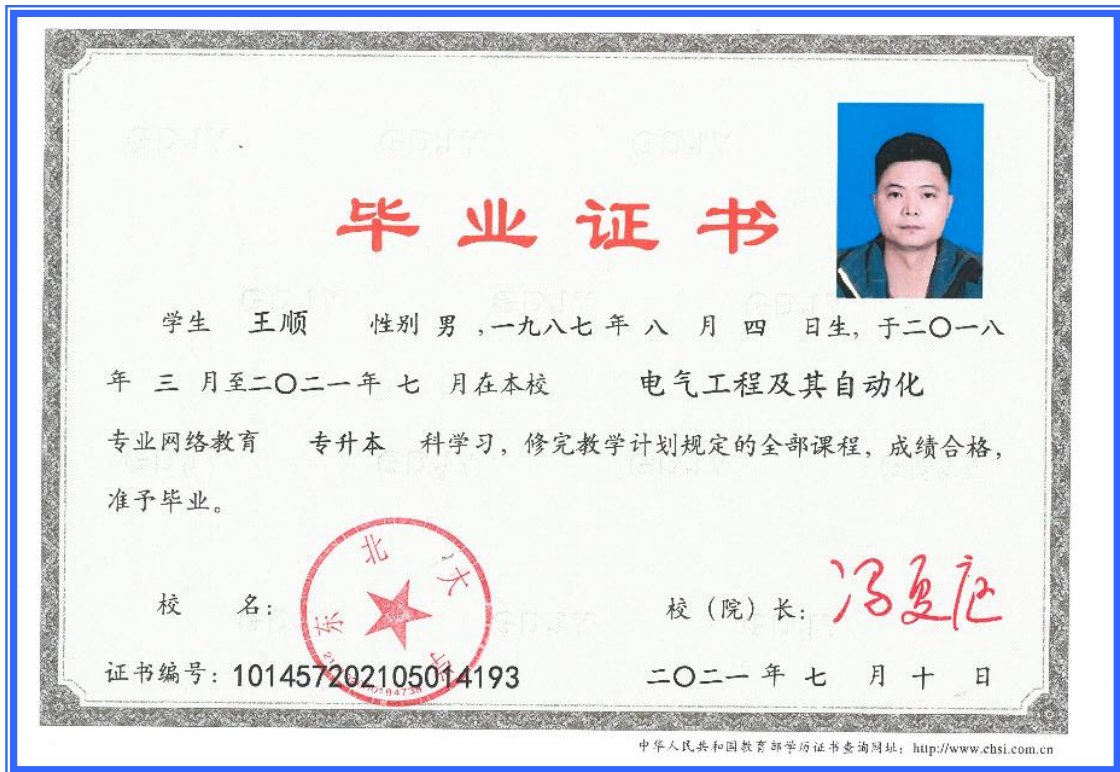 毕业证书
学生 王顺 性别 男 ,一九八七 年 八 月 四 日生, 于二〇一八
年 三 月至二〇二一年 七 月在本校 电气工程及其自动化
专业网络教育 专升本 科学习, 修完教学计划规定的全部课程, 成绩合格,
准予毕业。
东北大学
校 名:
校 (院) 长: 冯夏庭
证书编号: 101457202105014193
二〇二一 年 七 月 十 日
中华人民共和国教育部学历证书查询网址: http://www.chsi.com.cn